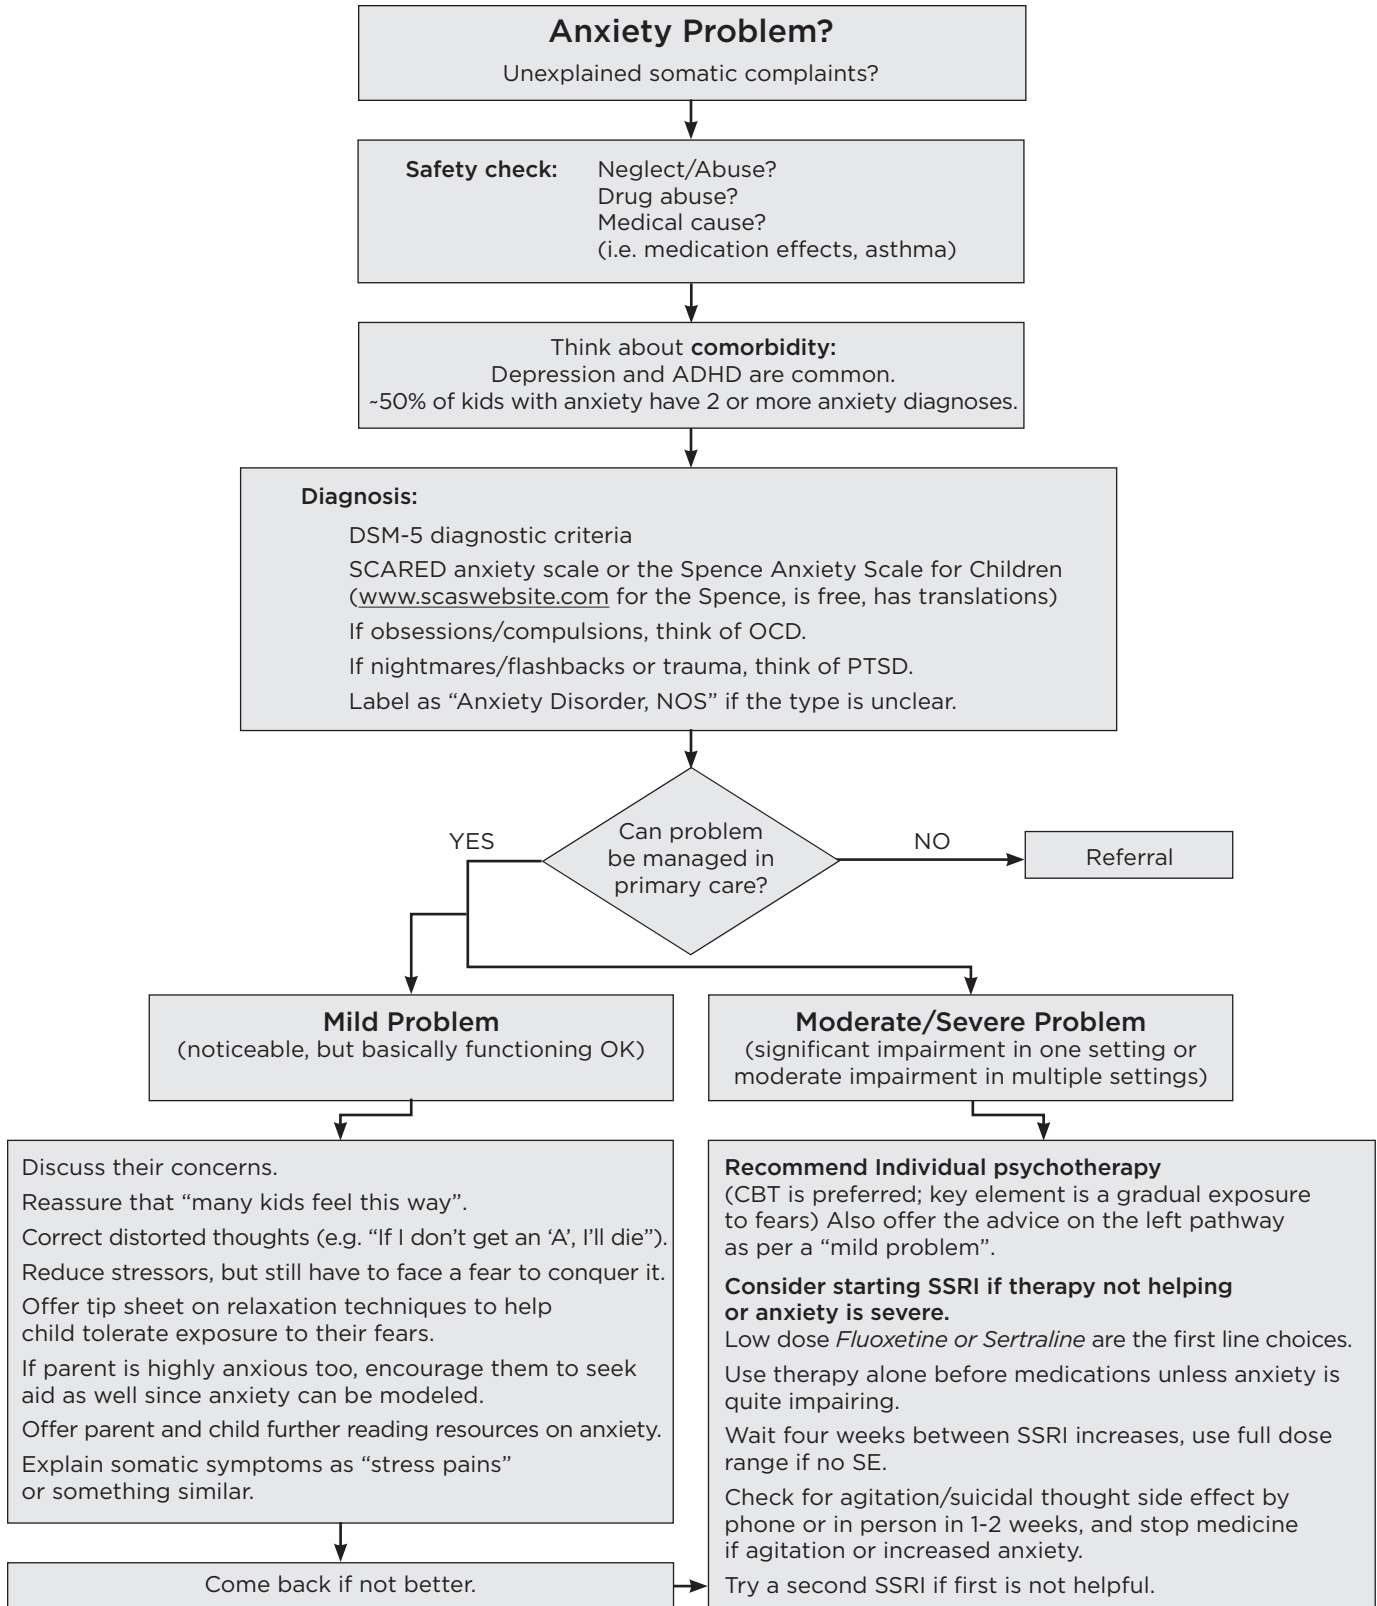 Anxiety Problem?
Unexplained somatic complaints?
Safety check: Neglect/Abuse?
Drug abuse?
Medical cause?
(i.e. medication effects, asthma)
Think about comorbidity:
Depression and ADHD are common.
~50% of kids with anxiety have 2 or more anxiety diagnoses.
Diagnosis:
DSM-5 diagnostic criteria
SCARED anxiety scale or the Spence Anxiety Scale for Children
(www.scaswebsite.com for the Spence, is free, has translations)
If obsessions/compulsions, think of OCD.
If nightmares/flashbacks or trauma, think of PTSD.
Label as “Anxiety Disorder, NOS” if the type is unclear.
Can problem
be managed in
primary care?
YES
NO
Referral
Mild Problem
(noticeable, but basically functioning OK)
Moderate/Severe Problem
(significant impairment in one setting or
moderate impairment in multiple settings)
Discuss their concerns.
Reassure that “many kids feel this way”.
Correct distorted thoughts (e.g. “If I don’t get an ‘A’, I’ll die”).
Reduce stressors, but still have to face a fear to conquer it.
Offer tip sheet on relaxation techniques to help
child tolerate exposure to their fears.
If parent is highly anxious too, encourage them to seek
aid as well since anxiety can be modeled.
Offer parent and child further reading resources on anxiety.
Explain somatic symptoms as “stress pains”
or something similar.
Come back if not better.
Recommend Individual psychotherapy
(CBT is preferred; key element is a gradual exposure
to fears) Also offer the advice on the left pathway
as per a “mild problem”.
Consider starting SSRI if therapy not helping
or anxiety is severe.
Low dose Fluoxetine or Sertraline are the first line choices.
Use therapy alone before medications unless anxiety is
quite impairing.
Wait four weeks between SSRI increases, use full dose
range if no SE.
Check for agitation/suicidal thought side effect by
phone or in person in 1-2 weeks, and stop medicine
if agitation or increased anxiety.
Try a second SSRI if first is not helpful.